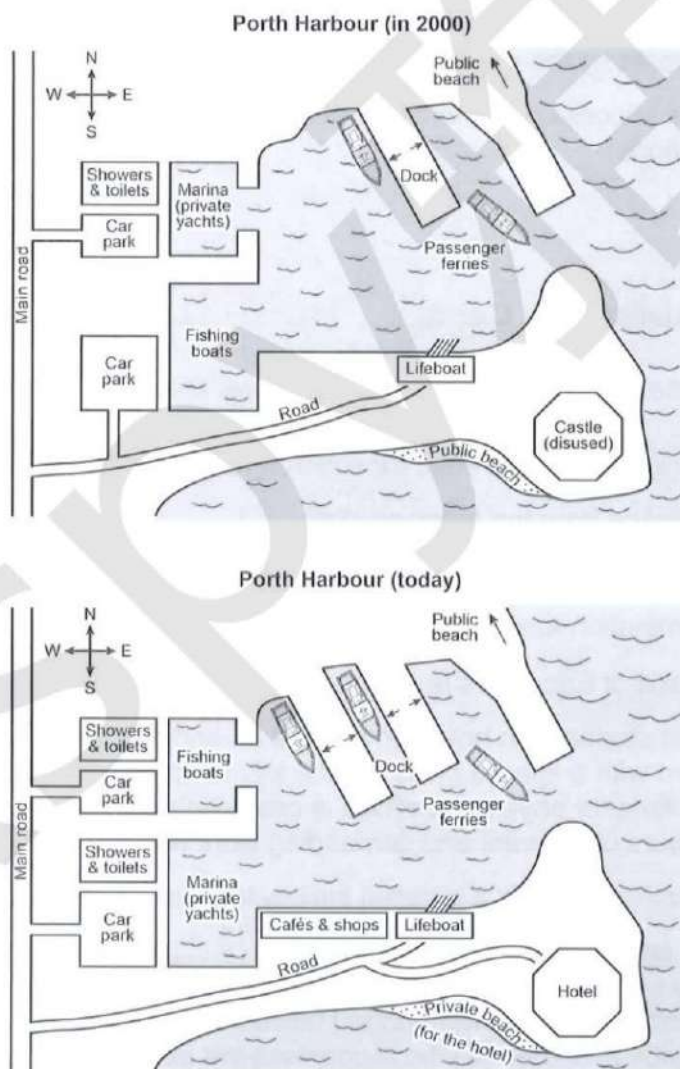 Porth Harbour (in 2000)
N
W E
S
Public
beach
Showers
& toilets
Marina
(private
yachts)
Dock
Car
park
Passenger
ferries
Main road
Fishing
boats
Car
park
Lifeboat
Road
Castle
(disused)
Public beach
Porth Harbour (today)
N
W E
S
Public
beach
Showers
& toilets
Fishing
boats
Dock
Car
park
Passenger
ferries
Main road
Showers
& toilets
Marina
(private
yachts)
Car
park
Cafés & shops
Lifeboat
Road
Hotel
Private beach
(for the hotel)